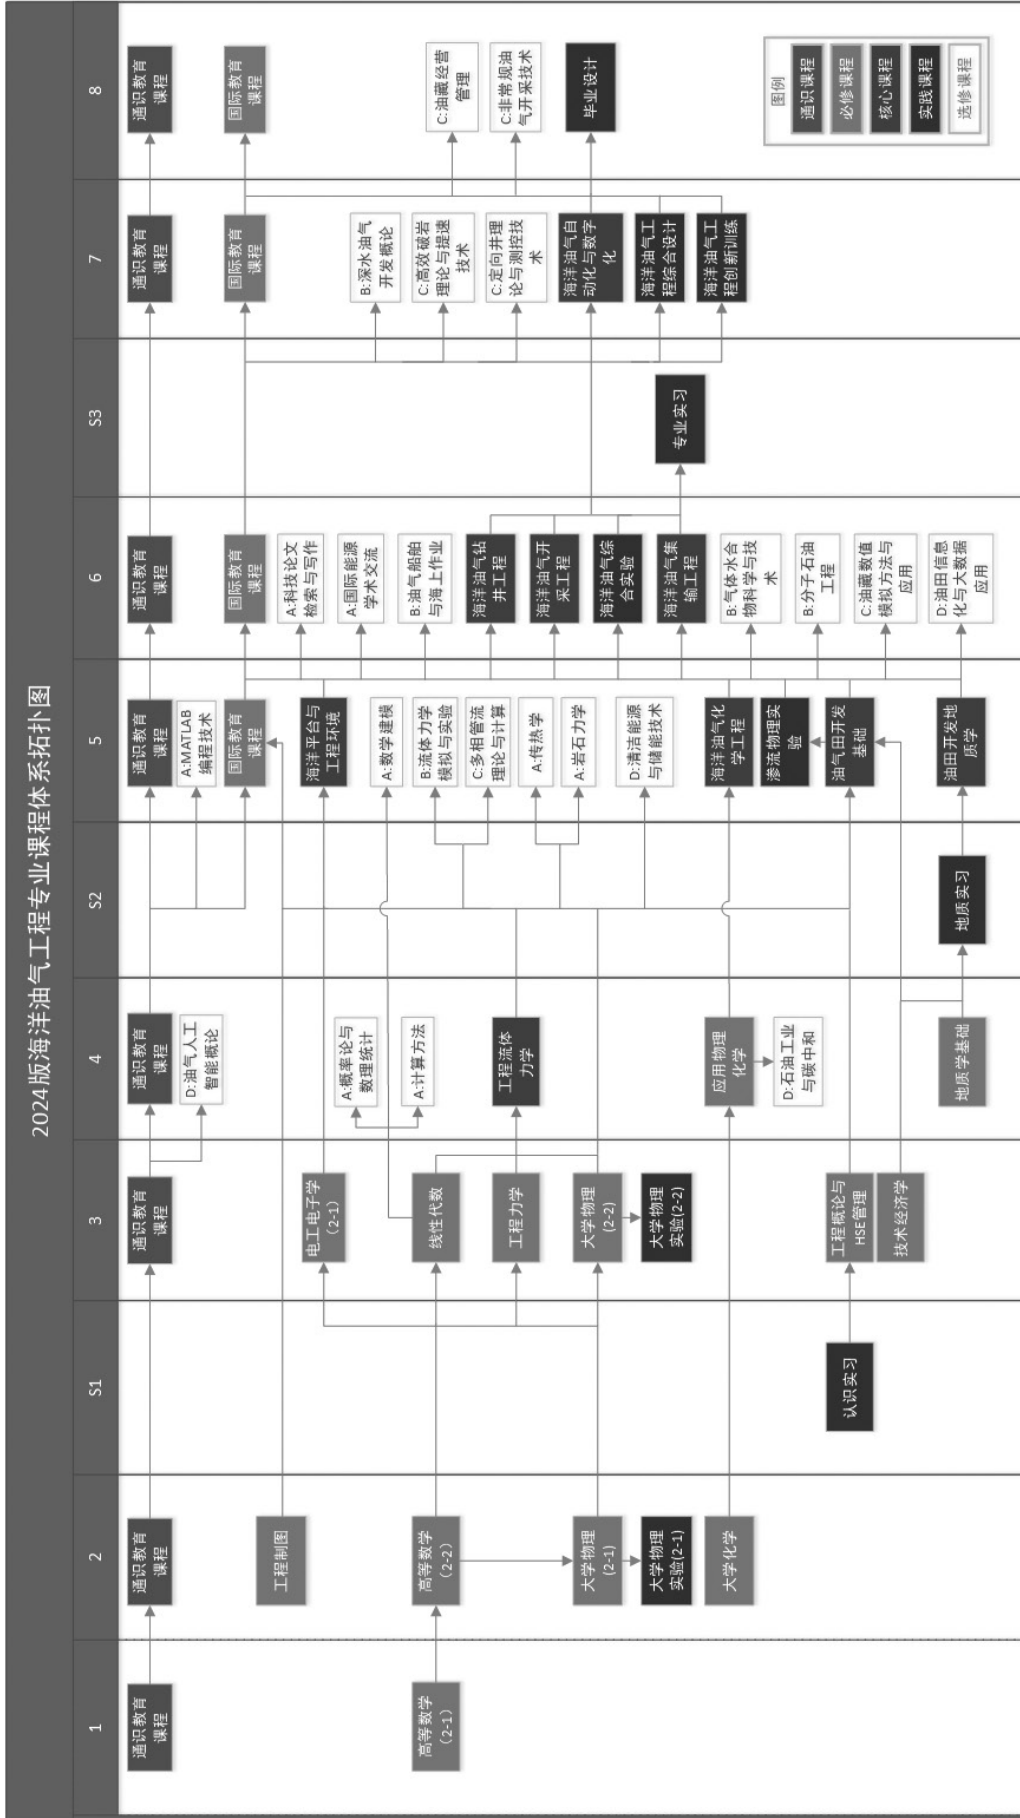 2024版海洋油气工程专业课程体系拓扑图
1
2
S1
3
4
S2
5
6
S3
7
8
通识教育
课程
高等数学
（2-1）
通识教育
课程
工程制图
高等数学
（2-2）
大学物理
(2-1)
大学物理
实验(2-1)
大学化学
认识实习
通识教育
课程
电工电子学
（2-1）
线性代数
工程力学
大学物理
(2-2)
大学物理
实验(2-2)
工程概论与
HSE管理
技术经济学
通识教育
课程
D:油气人工
智能概论
A:概率论与
数理统计
A:计算方法
工程流体
力学
应用物理
化学
D:石油工业
与碳中和
地质学基础
地质实习
通识教育
课程
A:MATLAB
编程技术
国际教育
课程
海洋平台与
工程环境
A:数学建模
B:流体力学
模拟与实验
C:多相管流
理论与计算
A:传热学
A:岩石力学
D:清洁能源
与储能技术
海洋油气化
学工程
渗流物理实
验
油气田开发
基础
油田开发地
质学
通识教育
课程
国际教育
课程
A:科技论文
检索与写作
A:国际能源
学术交流
B:油气船舶
与海上作业
海洋油气钻
井工程
海洋油气开
采工程
海洋油气综
合实验
海洋油气集
输工程
B:气体水合
物科学与技
术
B:分子石油
工程
C:油藏数值
模拟方法与
应用
D:油田信息
化与大数据
应用
专业实习
通识教育
课程
国际教育
课程
B:深水油气
开发概论
C:高效破岩
理论与提速
技术
C:定向井理
论与测控技
术
海洋油气自
动化与数字
化
海洋油气工
程综合设计
海洋油气工
程创新训练
通识教育
课程
国际教育
课程
C:油藏经营
管理
C:非常规油
气开采技术
毕业设计
图例
通识课程
必修课程
核心课程
实践课程
选修课程